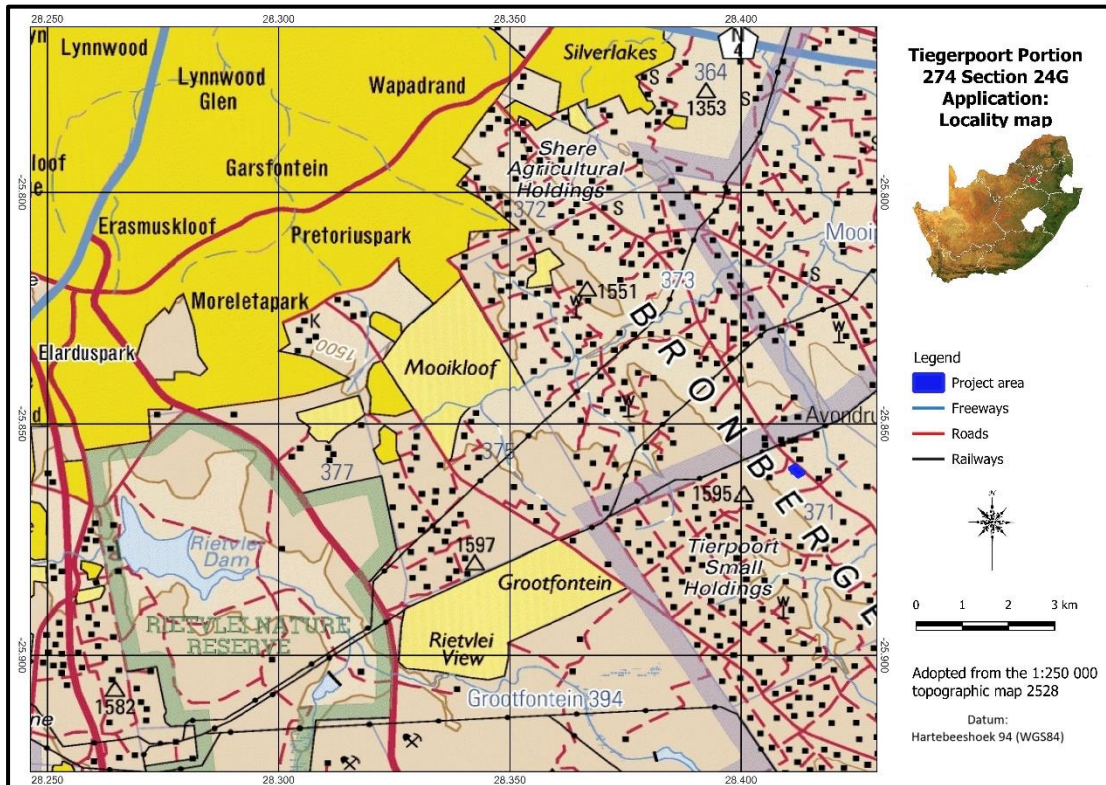 28.250
28.300
28.350
28.400
Lynnwood
Lynnwood
Glen
Wapadrand
Silverlakes
N
4
364
1353
S
S
Garsfontein
Shere
Agricultural
Holdings
S
-25.800
-25.800
372
S
Erasmuskloof
Pretoriuspark
373
S
Moreletapark
1551
W
W
K
1500
Elarduspark
Mooikloof
W
BRONBERGE
-25.850
-25.850
377
375
1595
371
Rietvlei
Dam
1597
Tierpoort
Small
Holdings
W
Grootfontein
RIETVLEI NATURE
RESERVE
Rietvlei
View
-25.900
-25.900
1582
Grootfontein 394
28.250
28.300
28.350
28.400
Tiegerpoort Portion
274 Section 24G
Application:
Locality map
Legend
Project area
Freeways
Roads
Railways
N
0 1 2 3 km
Adopted from the 1:250 000
topographic map 2528
Datum:
Hartebeeshoek 94 (WGS84)